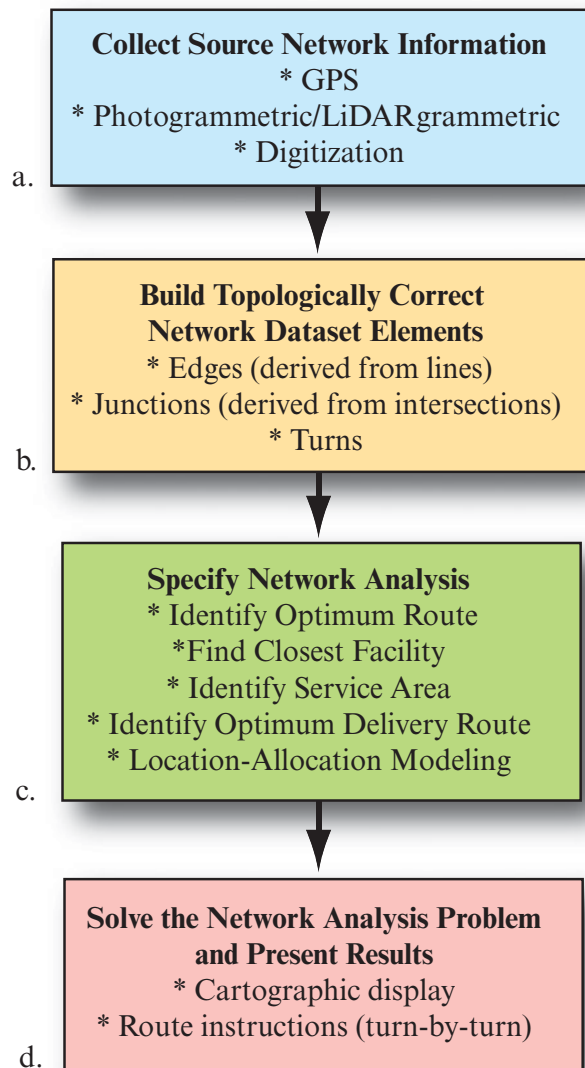 Collect Source Network Information
* GPS
* Photogrammetric/LiDARgrammetric
* Digitization
a.
Build Topologically Correct
Network Dataset Elements
* Edges (derived from lines)
* Junctions (derived from intersections)
* Turns
b.
Specify Network Analysis
* Identify Optimum Route
*Find Closest Facility
* Identify Service Area
* Identify Optimum Delivery Route
* Location-Allocation Modeling
c.
Solve the Network Analysis Problem
and Present Results
* Cartographic display
* Route instructions (turn-by-turn)
d.